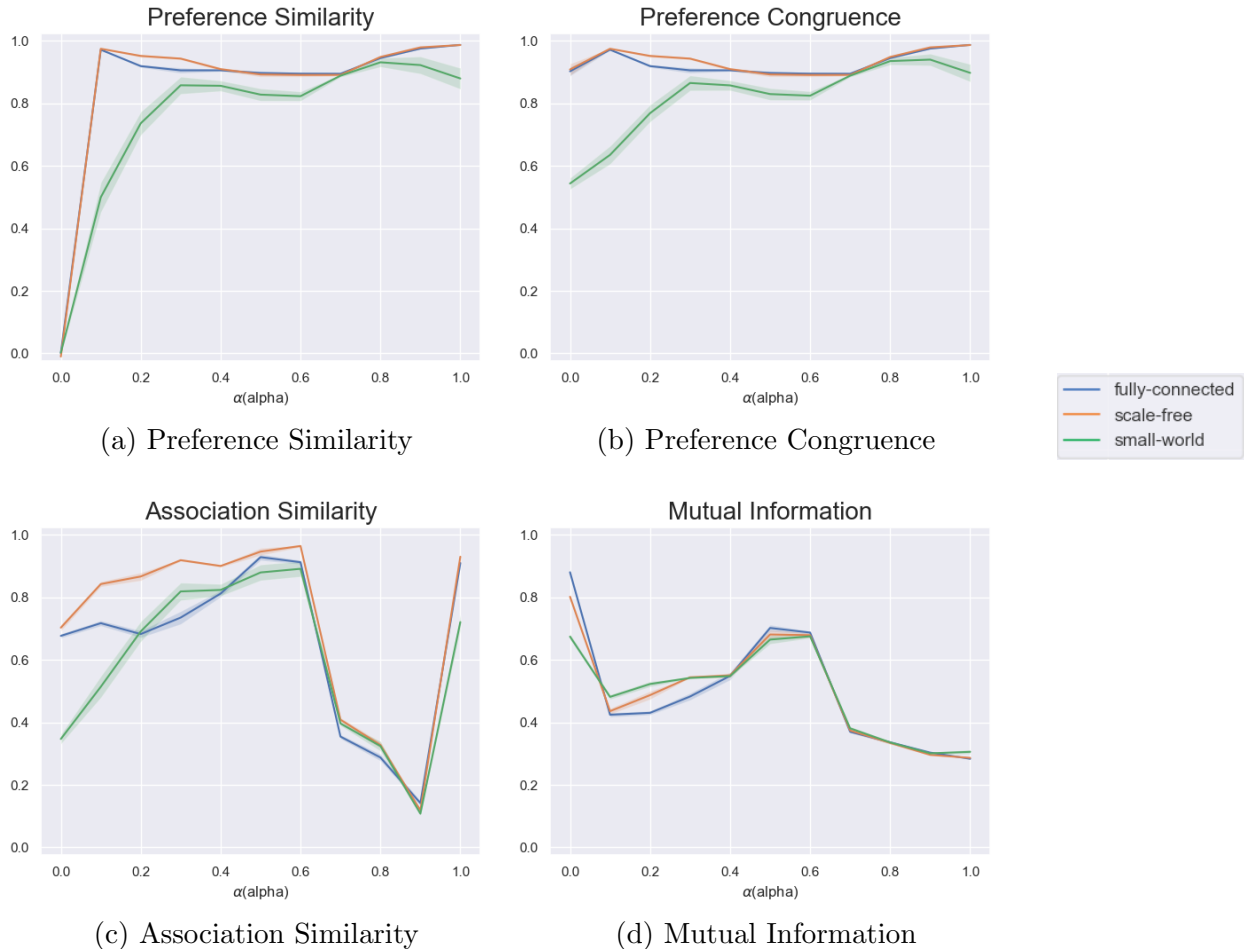 Preference Similarity
1.0
0.8
0.6
0.4
0.2
0.0
0.0 0.2 0.4 0.6 0.8 1.0
α(alpha)
(a) Preference Similarity
Preference Congruence
1.0
0.8
0.6
0.4
0.2
0.0
0.0 0.2 0.4 0.6 0.8 1.0
α(alpha)
(b) Preference Congruence
fully-connected
scale-free
small-world
Association Similarity
1.0
0.8
0.6
0.4
0.2
0.0
0.0 0.2 0.4 0.6 0.8 1.0
α(alpha)
(c) Association Similarity
Mutual Information
1.0
0.8
0.6
0.4
0.2
0.0
0.0 0.2 0.4 0.6 0.8 1.0
α(alpha)
(d) Mutual Information